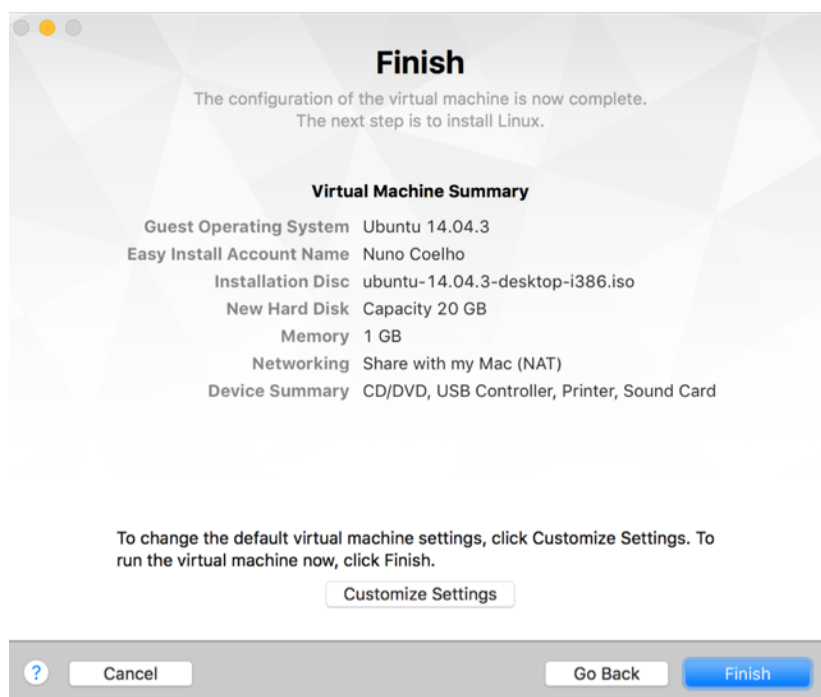 Finish
The configuration of the virtual machine is now complete.
The next step is to install Linux.
Virtual Machine Summary
Guest Operating System Ubuntu 14.04.3
Easy Install Account Name Nuno Coelho
Installation Disc ubuntu-14.04.3-desktop-i386.iso
New Hard Disk Capacity 20 GB
Memory 1 GB
Networking Share with my Mac (NAT)
Device Summary CD/DVD, USB Controller, Printer, Sound Card
To change the default virtual machine settings, click Customize Settings. To
run the virtual machine now, click Finish.
Customize Settings
? Cancel Go Back Finish